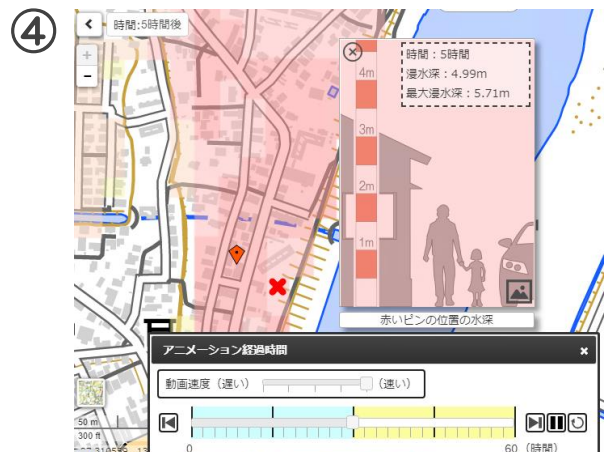 ④
時間:5時間後
+
-
時間：5時間
浸水深：4.99m
最大浸水深：5.71m
4m
3m
2m
1m
赤いピンの位置の水深
アニメーション経過時間
×
動画速度（遅い）
（速い）
50 m
300 ft
0
60
(時間)